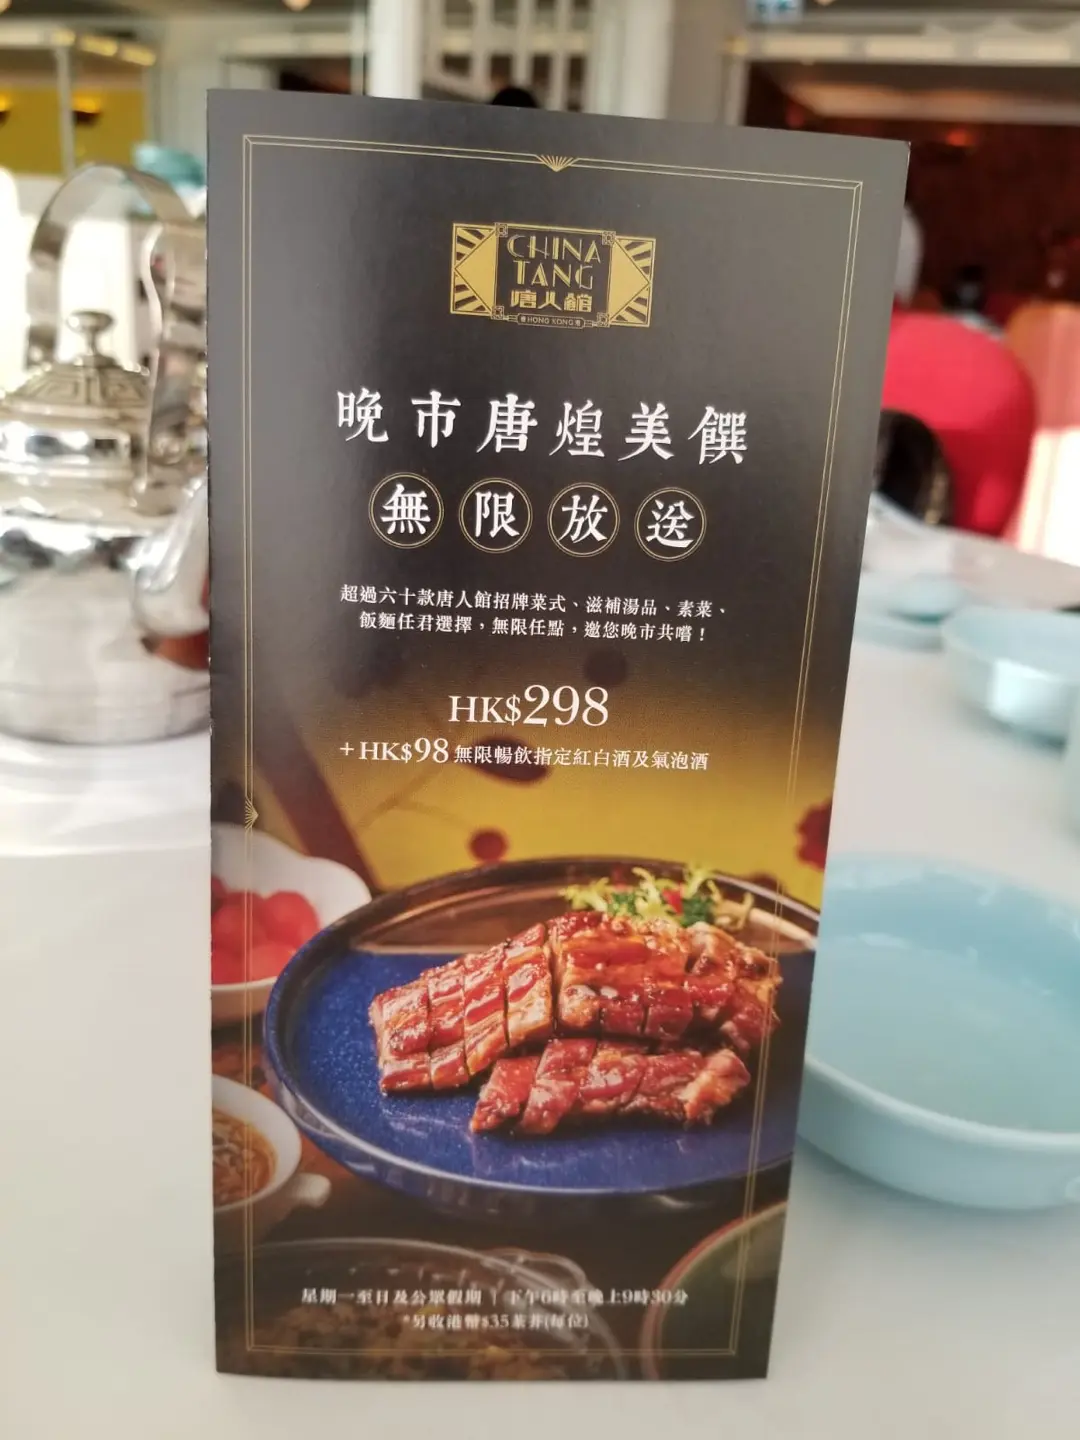 CHINA
TANG
唐人館
HONG KONG
晚市唐煌美饌
無限放送
超過六十款唐人館招牌菜式、滋補湯品、素菜、
飯麵任君選擇，無限任點，邀您晚市共嚐！
HK$298
+HK$98無限暢飲指定紅白酒及氣泡酒
星期一至日及公眾假期 | 下午6時至晚上9時30分
*另收港幣$35茶芥(每位)